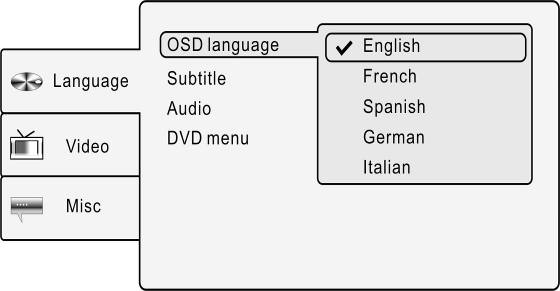 Language
Video
Misc
OSD language
Subtitle
Audio
DVD menu
English
French
Spanish
German
Italian